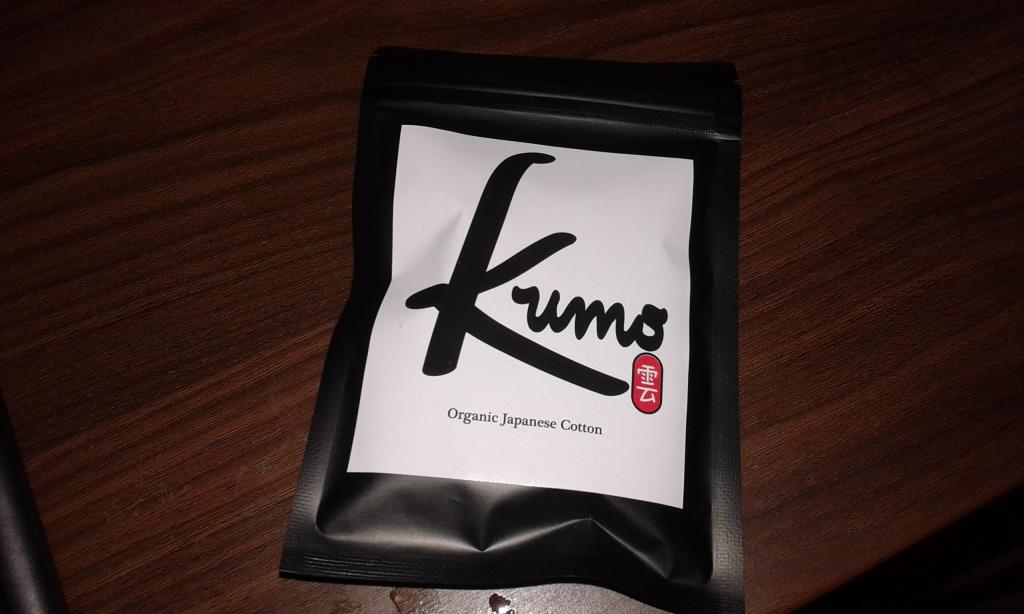 Kumo
雲
Organic Japanese Cotton